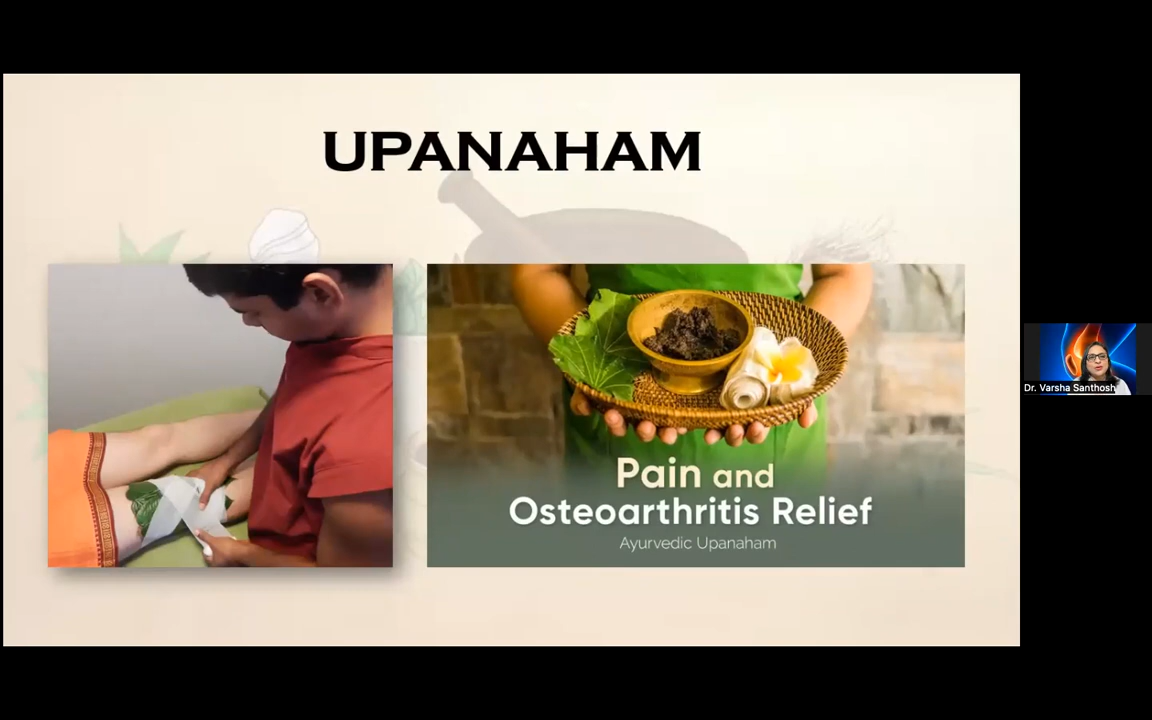 UPANAHAM
Pain and
Osteoarthritis Relief
Ayurvedic Upanaham
Dr. Varsha Santhosh